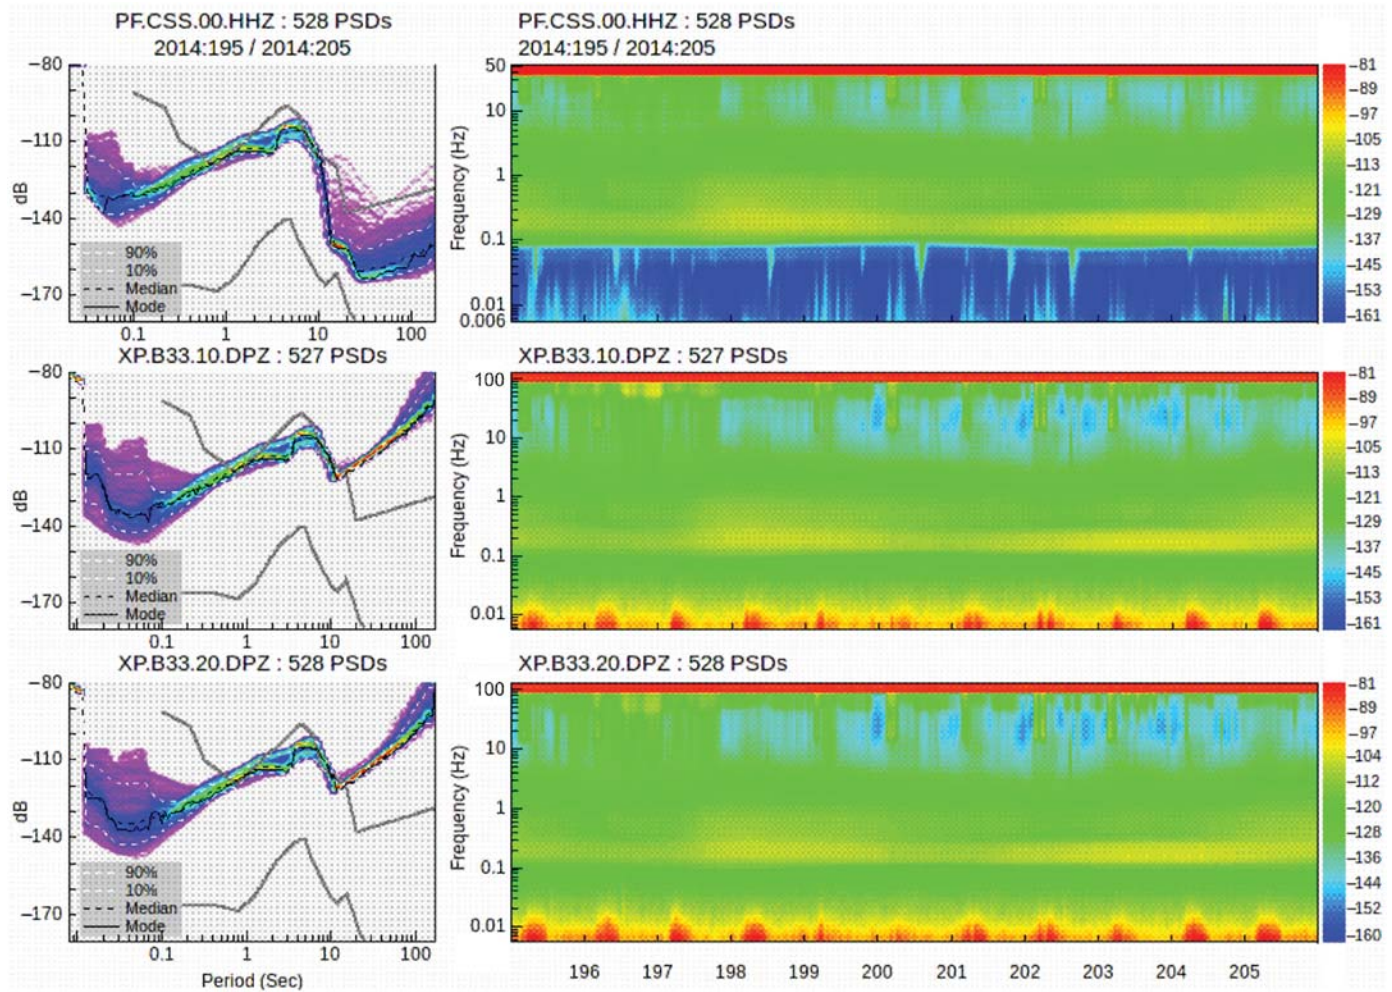 PF.CSS.00.HHZ : 528 PSDs
2014:195 / 2014:205
PF.CSS.00.HHZ : 528 PSDs
2014:195 / 2014:205
dB
−80
−110
−140
−170
90%
10%
Median
Mode
0.1 1 10 100
Frequency (Hz)
50
10
1
0.1
0.01
0.006
−81
−89
−97
−105
−113
−121
−129
−137
−145
−153
−161
XP.B33.10.DPZ : 527 PSDs
XP.B33.10.DPZ : 527 PSDs
dB
−80
−110
−140
−170
90%
10%
Median
Mode
0.1 1 10 100
Frequency (Hz)
100
10
1
0.1
0.01
−81
−89
−97
−105
−113
−121
−129
−137
−145
−153
−161
XP.B33.20.DPZ : 528 PSDs
XP.B33.20.DPZ : 528 PSDs
dB
−80
−110
−140
−170
90%
10%
Median
Mode
0.1 1 10 100
Period (Sec)
Frequency (Hz)
100
10
1
0.1
0.01
196 197 198 199 200 201 202 203 204 205
−81
−89
−97
−104
−112
−120
−128
−136
−144
−152
−160